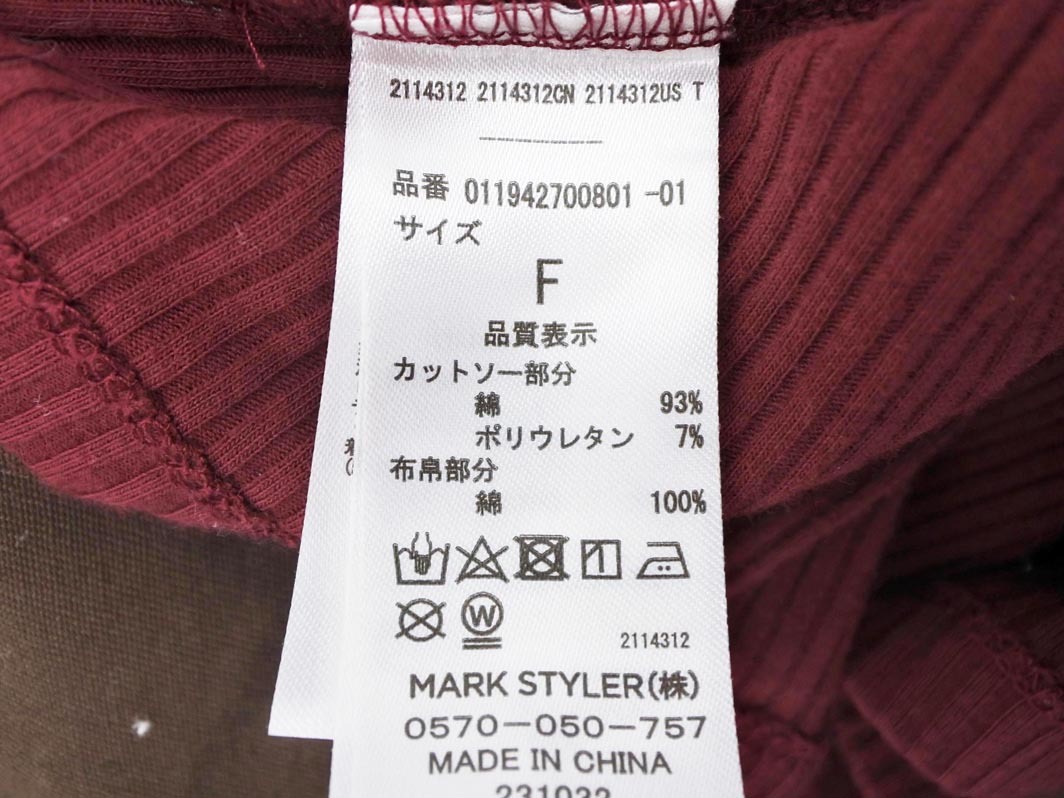 2114312 2114312CN 2114312US T
品番 011942700801 -01
サイズ
F
品質表示
カットソー部分
綿 93%
ポリウレタン 7%
布帛部分
綿 100%
W
2114312
MARK STYLER(株)
0570-050-757
MADE IN CHINA